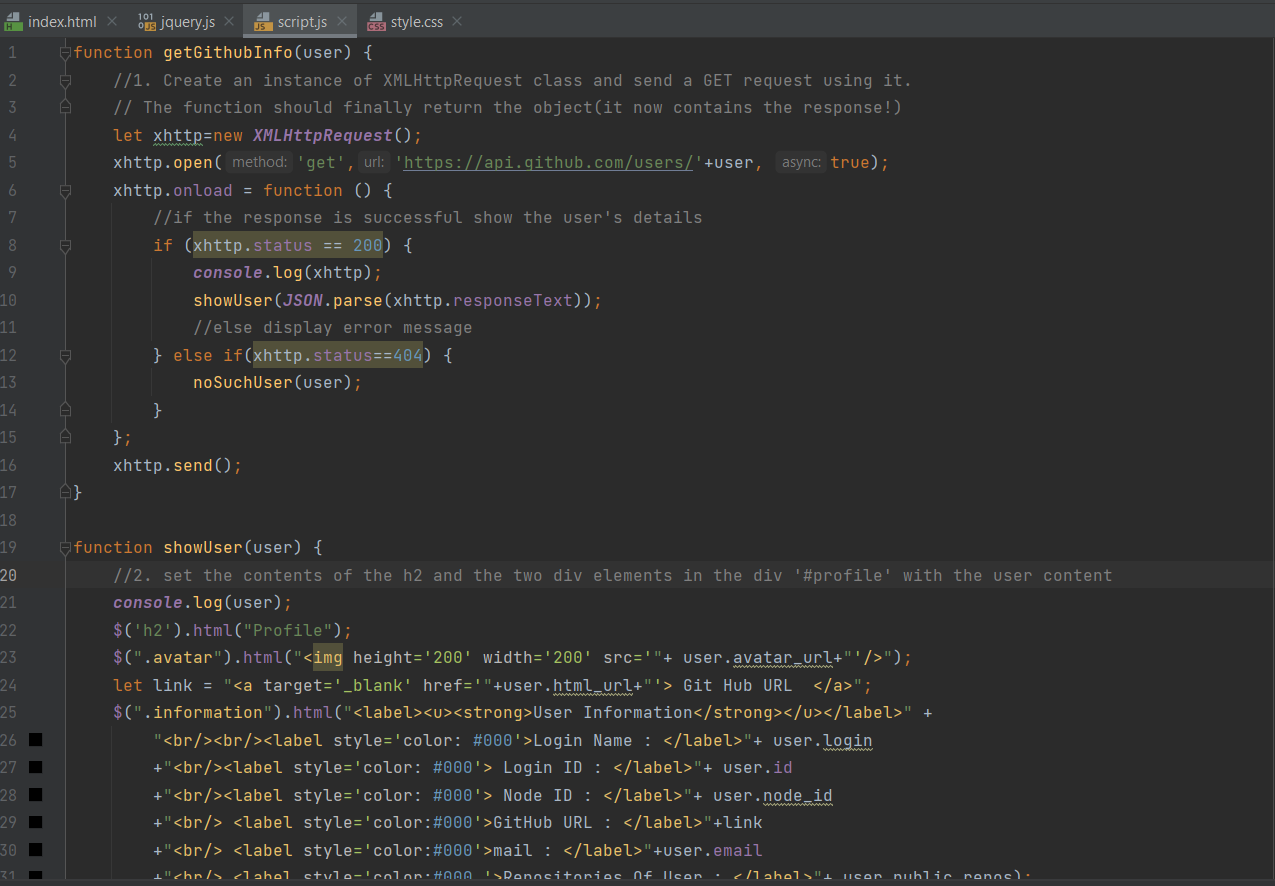 index.html jquery.js script.js style.css
1 function getGithubInfo(user) {
2 //1. Create an instance of XMLHttpRequest class and send a GET request using it.
3 // The function should finally return the object(it now contains the response!)
4 let xhttp=new XMLHttpRequest();
5 xhttp.open( method: 'get', url: 'https://api.github.com/users/'+user, async: true);
6 xhttp.onload = function () {
7 //if the response is successful show the user's details
8 if (xhttp.status == 200) {
9 console.log(xhttp);
10 showUser(JSON.parse(xhttp.responseText));
11 //else display error message
12 } else if(xhttp.status==404) {
13 noSuchUser(user);
14 }
15 };
16 xhttp.send();
17 }
18
19 function showUser(user) {
20 //2. set the contents of the h2 and the two div elements in the div '#profile' with the user content
21 console.log(user);
22 $('h2').html("Profile");
23 $(".avatar").html("<img height='200' width='200' src='"+ user.avatar_url+"'/>");
24 let link = "<a target='_blank' href='"+user.html_url+"'> Git Hub URL  </a>";
25 $(".information").html("<label><u><strong>User Information</strong></u></label>" +
26 "<br/><br/><label style='color: #000'>Login Name : </label>"+ user.login
27 +"<br/><label style='color: #000'> Login ID : </label>"+ user.id
28 +"<br/><label style='color: #000'> Node ID : </label>"+ user.node_id
29 +"<br/> <label style='color:#000'>GitHub URL : </label>"+link
30 +"<br/> <label style='color:#000'>mail : </label>"+user.email
31 +"<br/> <label style='color:#000 '>Repositories Of User : </label>"+ user.public_repos);